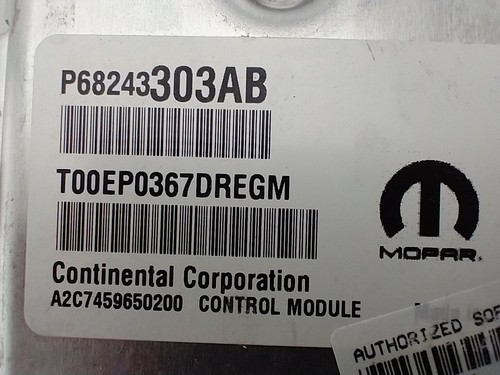 P68243303AB
T00EP0367DREGM
MOPAR
Continental Corporation
A2C7459650200 CONTROL MODULE
AUTHORIZED